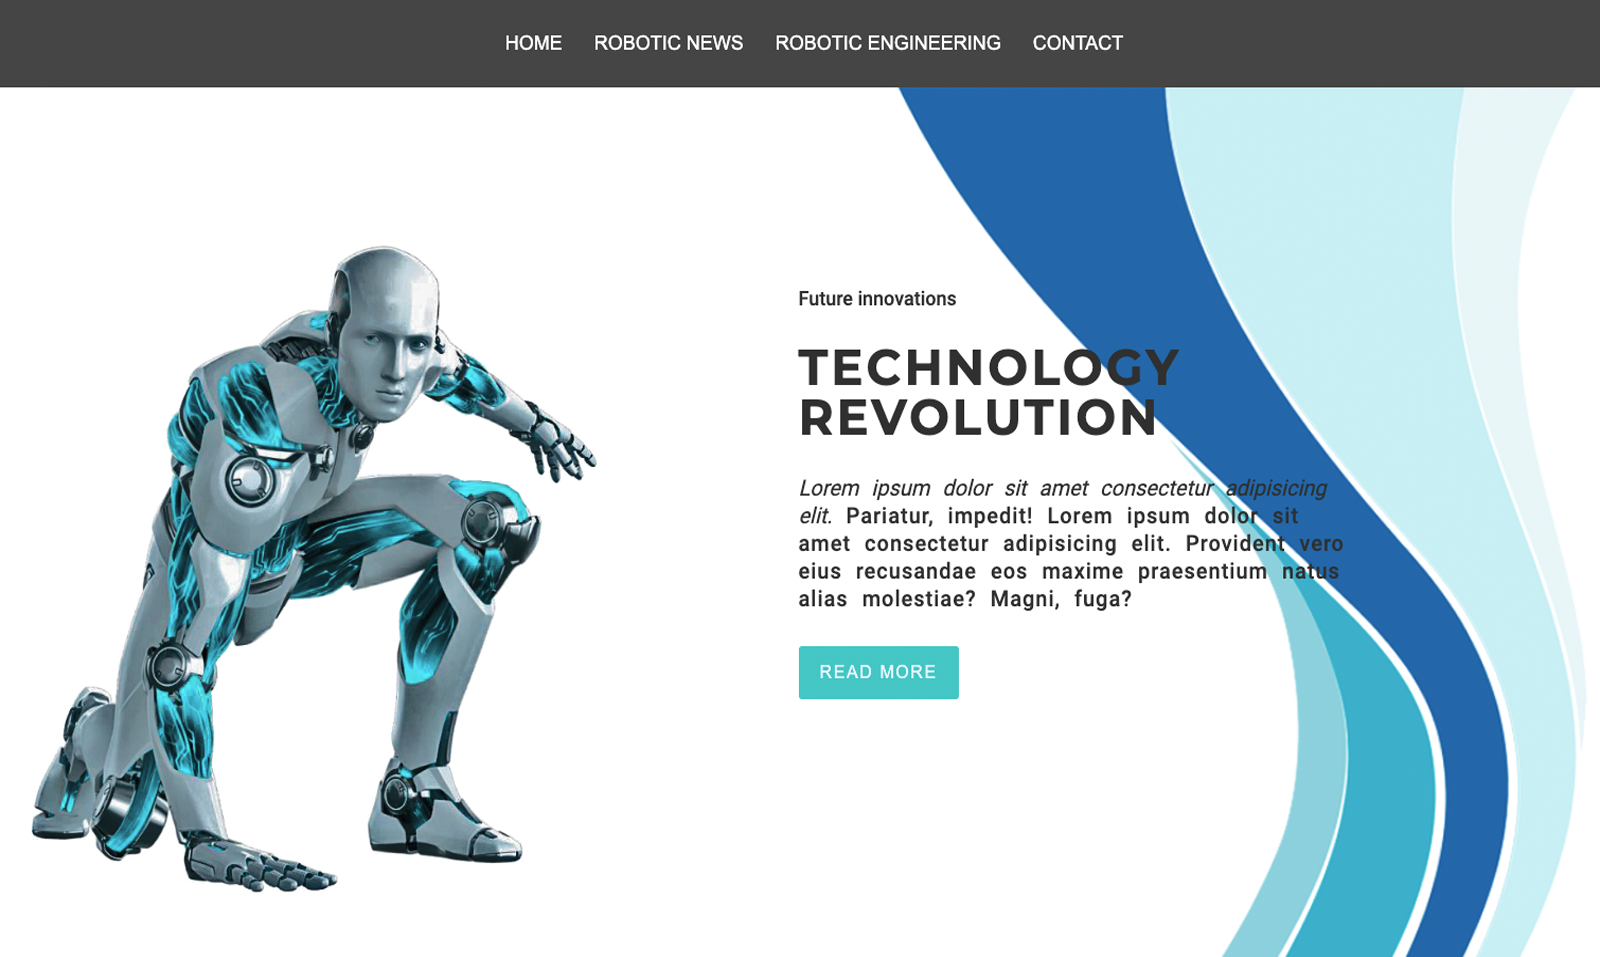 HOME ROBOTIC NEWS ROBOTIC ENGINEERING CONTACT
Future innovations
TECHNOLOGY
REVOLUTION
Lorem ipsum dolor sit amet consectetur adipisicing
elit. Pariatur, impedit! Lorem ipsum dolor sit
amet consectetur adipisicing elit. Provident vero
eius recusandae eos maxime praesentium natus
alias molestiae? Magni, fuga?
READ MORE